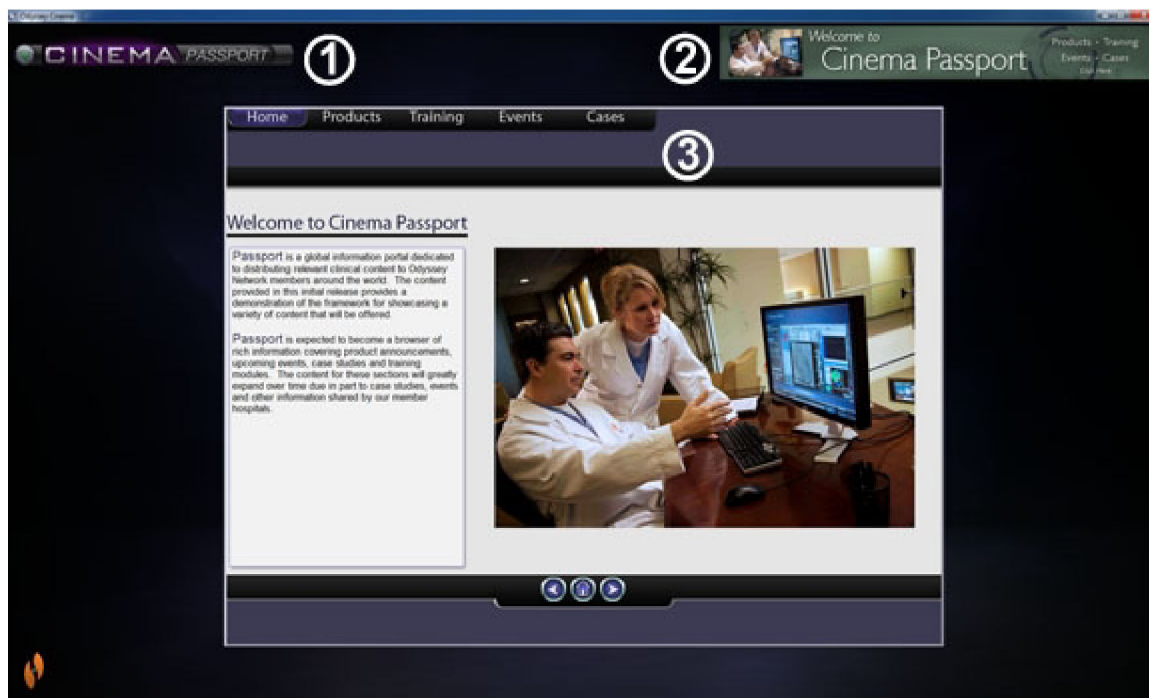 Odyssey Cinema
CINEMA PASSPORT
1
2
Welcome to
Cinema Passport
Products - Training
Events - Cases
Click Here
Home Products Training Events Cases
3
Welcome to Cinema Passport
Passport is a global information portal dedicated
to distributing relevant clinical content to Odyssey
Network members around the world. The content
provided in this initial release provides a
demonstration of the framework for showcasing a
variety of content that will be offered.
Passport is expected to become a browser of
rich information covering product announcements,
upcoming events, case studies and training
modules. The content for these sections will greatly
expand over time due in part to case studies, events
and other information shared by our member
hospitals.